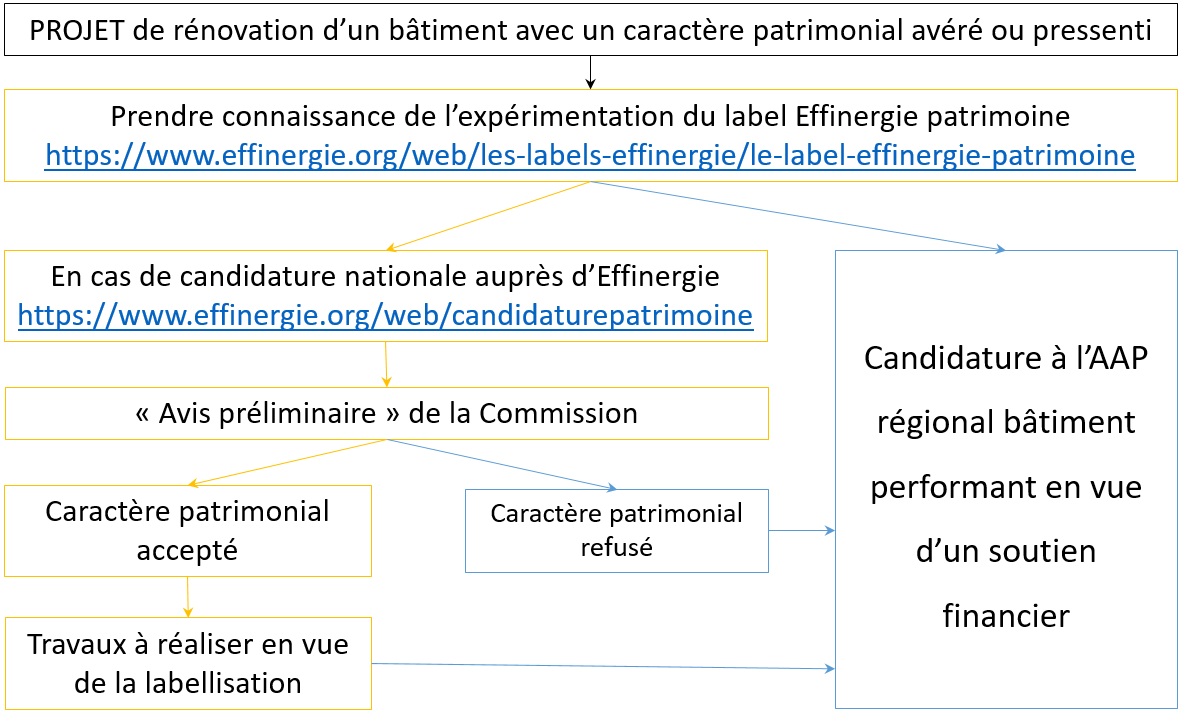 PROJET de rénovation d’un bâtiment avec un caractère patrimonial avéré ou pressenti
Prendre connaissance de l’expérimentation du label Effinergie patrimoine
https://www.effinergie.org/web/les-labels-effinergie/le-label-effinergie-patrimoine
En cas de candidature nationale auprès d’Effinergie
https://www.effinergie.org/web/candidaturepatrimoine
« Avis préliminaire » de la Commission
Caractère patrimonial
accepté
Caractère patrimonial
refusé
Travaux à réaliser en vue
de la labellisation
Candidature à l’AAP
régional bâtiment
performant en vue
d’un soutien
financier